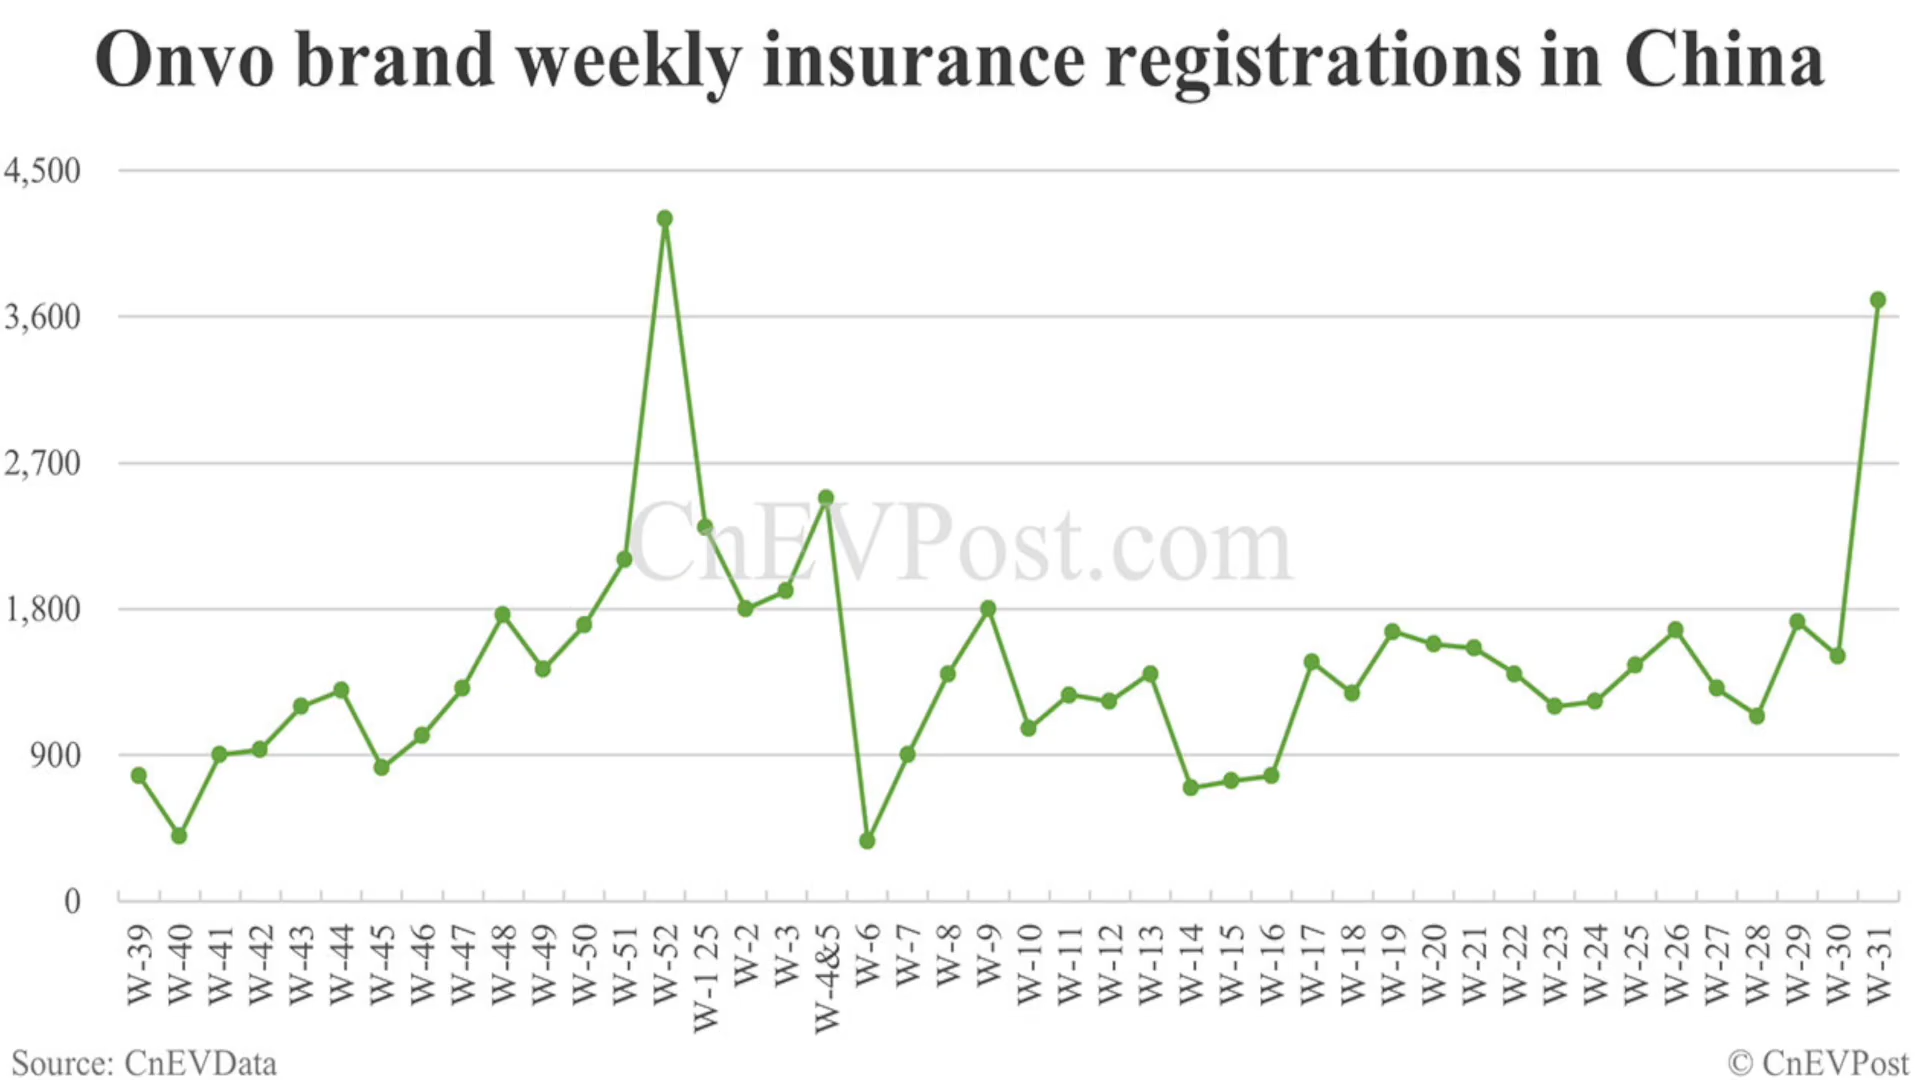 Onvo brand weekly insurance registrations in China
4,500
3,600
2,700
1,800
900
0
CnEVPost.com
W-39
W-40
W-41
W-42
W-43
W-44
W-45
W-46
W-47
W-48
W-49
W-50
W-51
W-52
W-1 25
W-2
W-3
W-4&5
W-6
W-7
W-8
W-9
W-10
W-11
W-12
W-13
W-14
W-15
W-16
W-17
W-18
W-19
W-20
W-21
W-22
W-23
W-24
W-25
W-26
W-27
W-28
W-29
W-30
W-31
Source: CnEVData
© CnEVPost